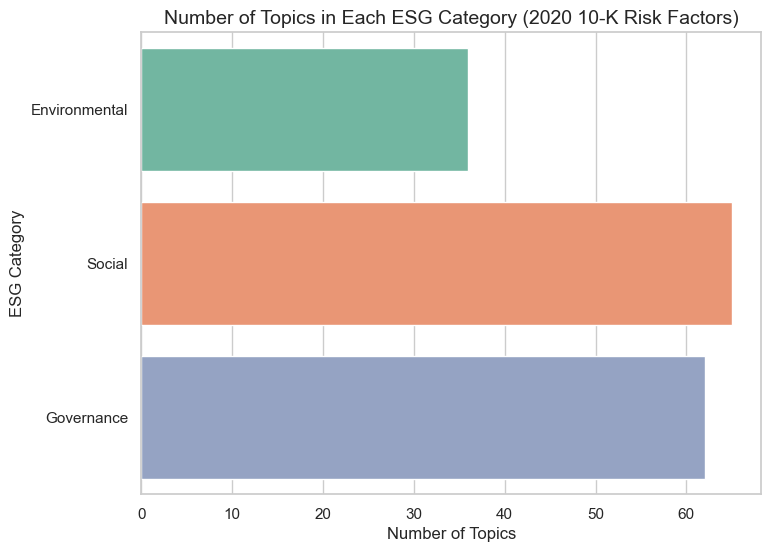 Number of Topics in Each ESG Category (2020 10-K Risk Factors)
ESG Category
Environmental
Social
Governance
0 10 20 30 40 50 60
Number of Topics